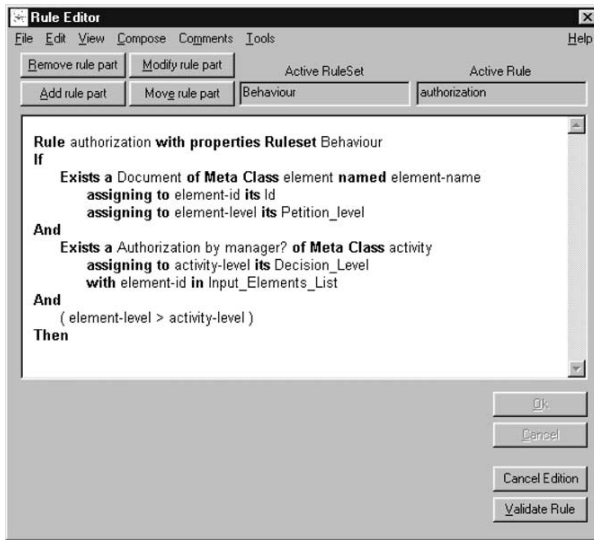 Rule Editor
File Edit View Compose Comments Tools Help
Remove rule part Modify rule part Active RuleSet Active Rule
Add rule part Move rule part Behaviour authorization
Rule authorization with properties Ruleset Behaviour
If
Exists a Document of Meta Class element named element-name
assigning to element-id its Id
assigning to element-level its Petition_level
And
Exists a Authorization by manager? of Meta Class activity
assigning to activity-level its Decision_Level
with element-id in Input_Elements_List
And
( element-level > activity-level )
Then
Ok
Cancel
Cancel Edition
Validate Rule